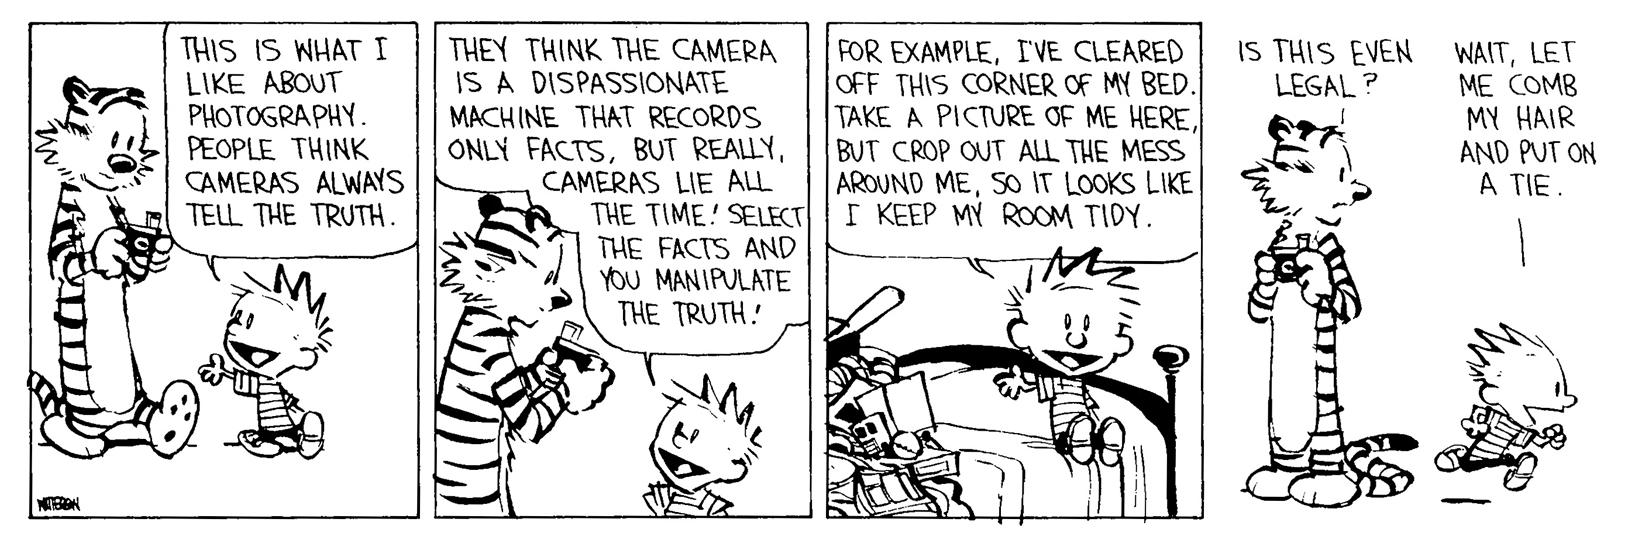 THIS IS WHAT I
LIKE ABOUT
PHOTOGRAPHY.
PEOPLE THINK
CAMERAS ALWAYS
TELL THE TRUTH.
WATTERSON
THEY THINK THE CAMERA
IS A DISPASSIONATE
MACHINE THAT RECORDS
ONLY FACTS, BUT REALLY,
CAMERAS LIE ALL
THE TIME! SELECT
THE FACTS AND
YOU MANIPULATE
THE TRUTH!
FOR EXAMPLE, I'VE CLEARED
OFF THIS CORNER OF MY BED.
TAKE A PICTURE OF ME HERE,
BUT CROP OUT ALL THE MESS
AROUND ME, SO IT LOOKS LIKE
I KEEP MY ROOM TIDY.
IS THIS EVEN
LEGAL?
WAIT, LET
ME COMB
MY HAIR
AND PUT ON
A TIE.